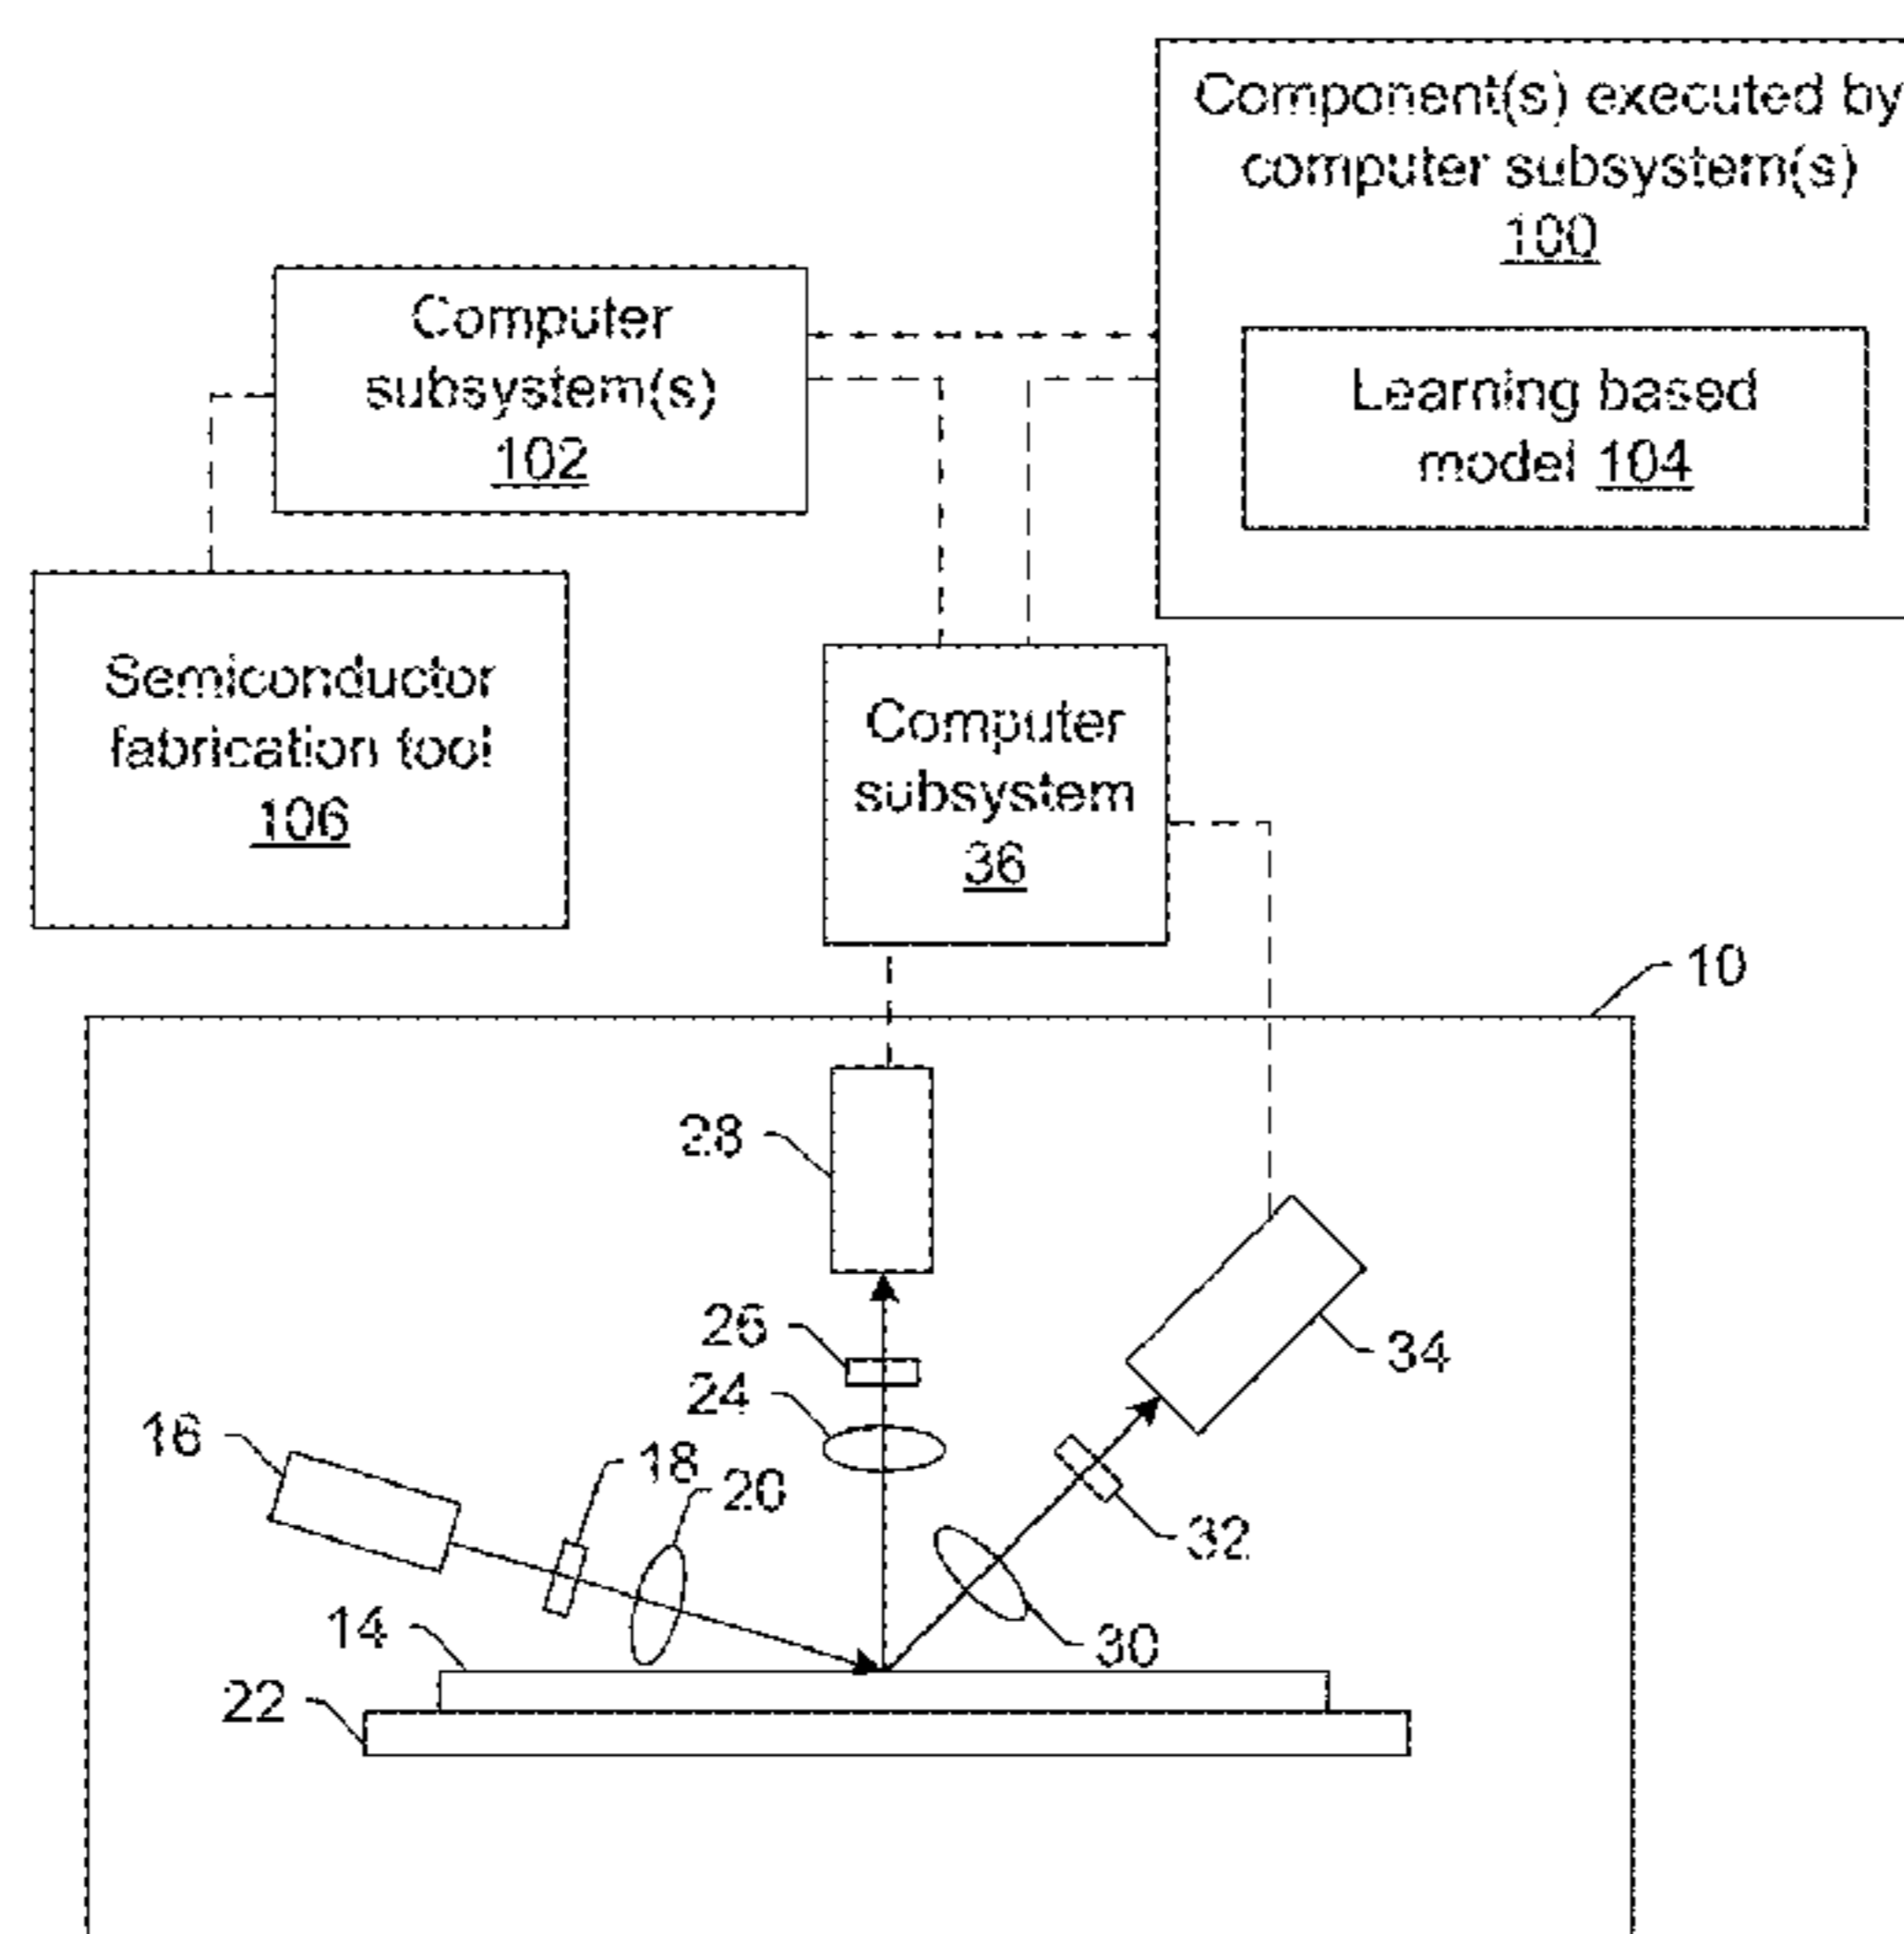 Component(s) executed by
computer subsystem(s)
100
Learning based
model 104
Computer
subsystem(s)
102
Semiconductor
fabrication tool
106
Computer
subsystem
36
10
28
26
24
34
16
18
20
32
14
30
22